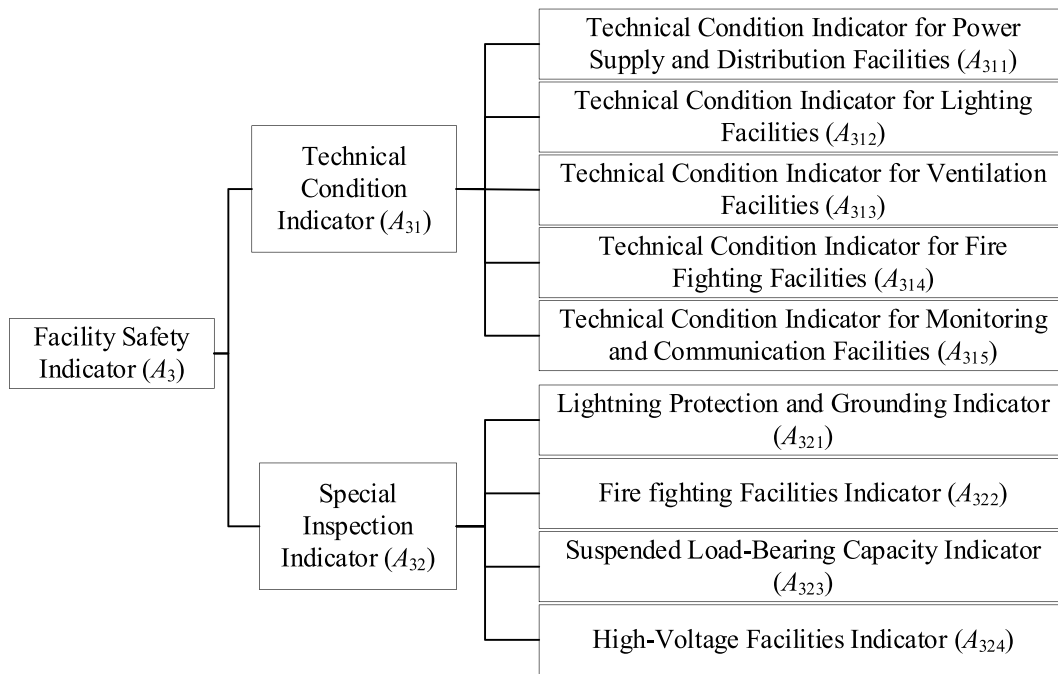 Facility Safety
Indicator (A3)
Technical
Condition
Indicator (A31)
Technical Condition Indicator for Power
Supply and Distribution Facilities (A311)
Technical Condition Indicator for Lighting
Facilities (A312)
Technical Condition Indicator for Ventilation
Facilities (A313)
Technical Condition Indicator for Fire
Fighting Facilities (A314)
Technical Condition Indicator for Monitoring
and Communication Facilities (A315)
Special
Inspection
Indicator (A32)
Lightning Protection and Grounding Indicator
(A321)
Fire fighting Facilities Indicator (A322)
Suspended Load-Bearing Capacity Indicator
(A323)
High-Voltage Facilities Indicator (A324)